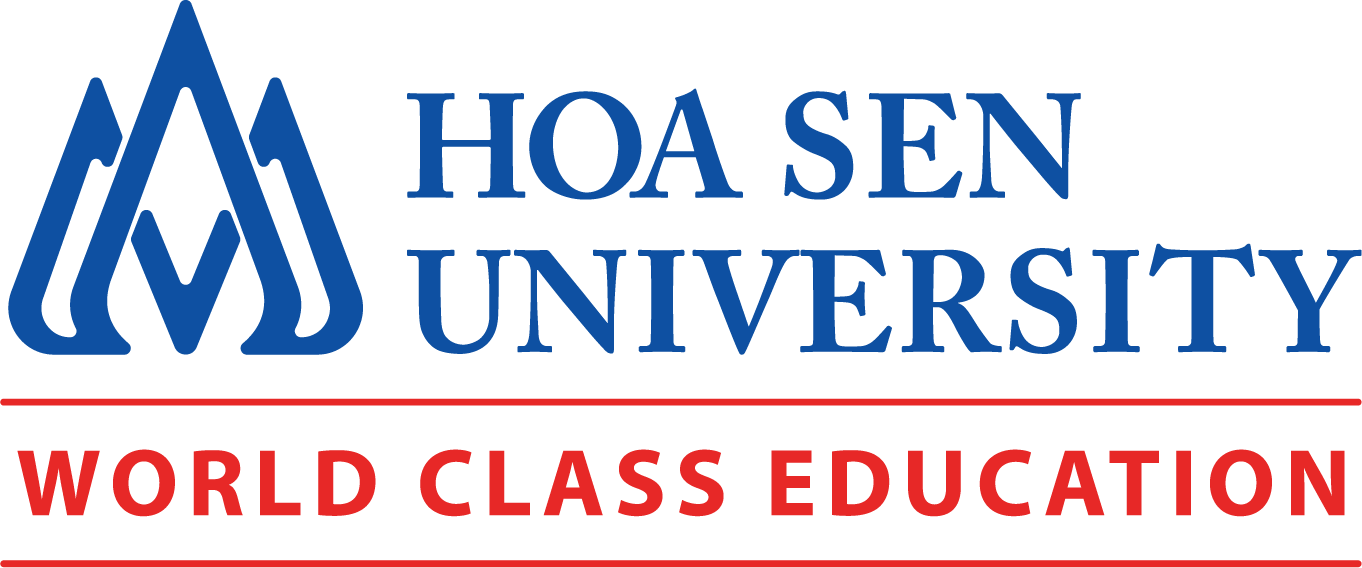 HOA SEN
UNIVERSITY
WORLD CLASS EDUCATION